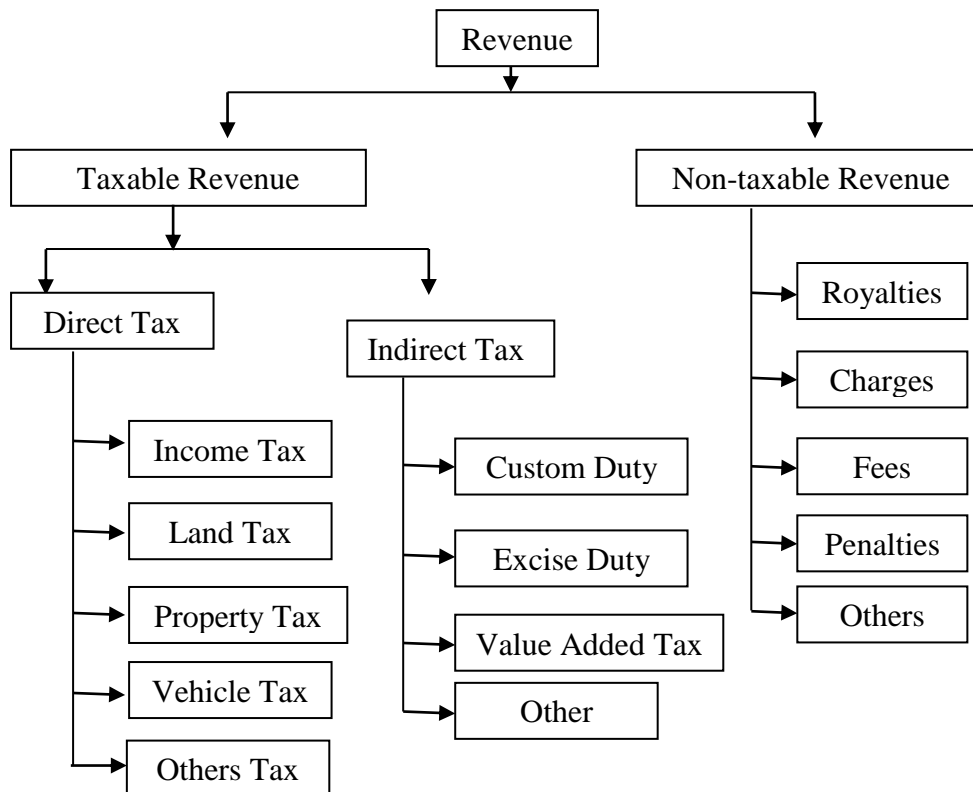 Revenue
Taxable Revenue
Non-taxable Revenue
Direct Tax
Indirect Tax
Income Tax
Land Tax
Property Tax
Vehicle Tax
Others Tax
Custom Duty
Excise Duty
Value Added Tax
Other
Royalties
Charges
Fees
Penalties
Others